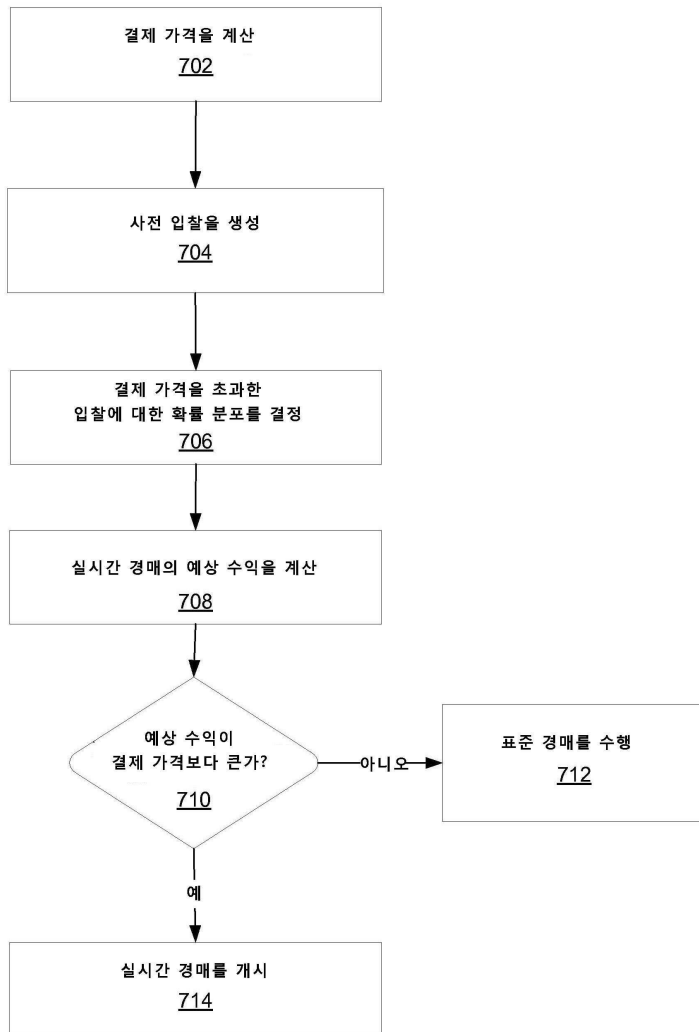 결제 가격을 계산
702
사전 입찰을 생성
704
결제 가격을 초과한
입찰에 대한 확률 분포를 결정
706
실시간 경매의 예상 수익을 계산
708
예상 수익이
결제 가격보다 큰가?
710
아니오
표준 경매를 수행
712
예
실시간 경매를 개시
714